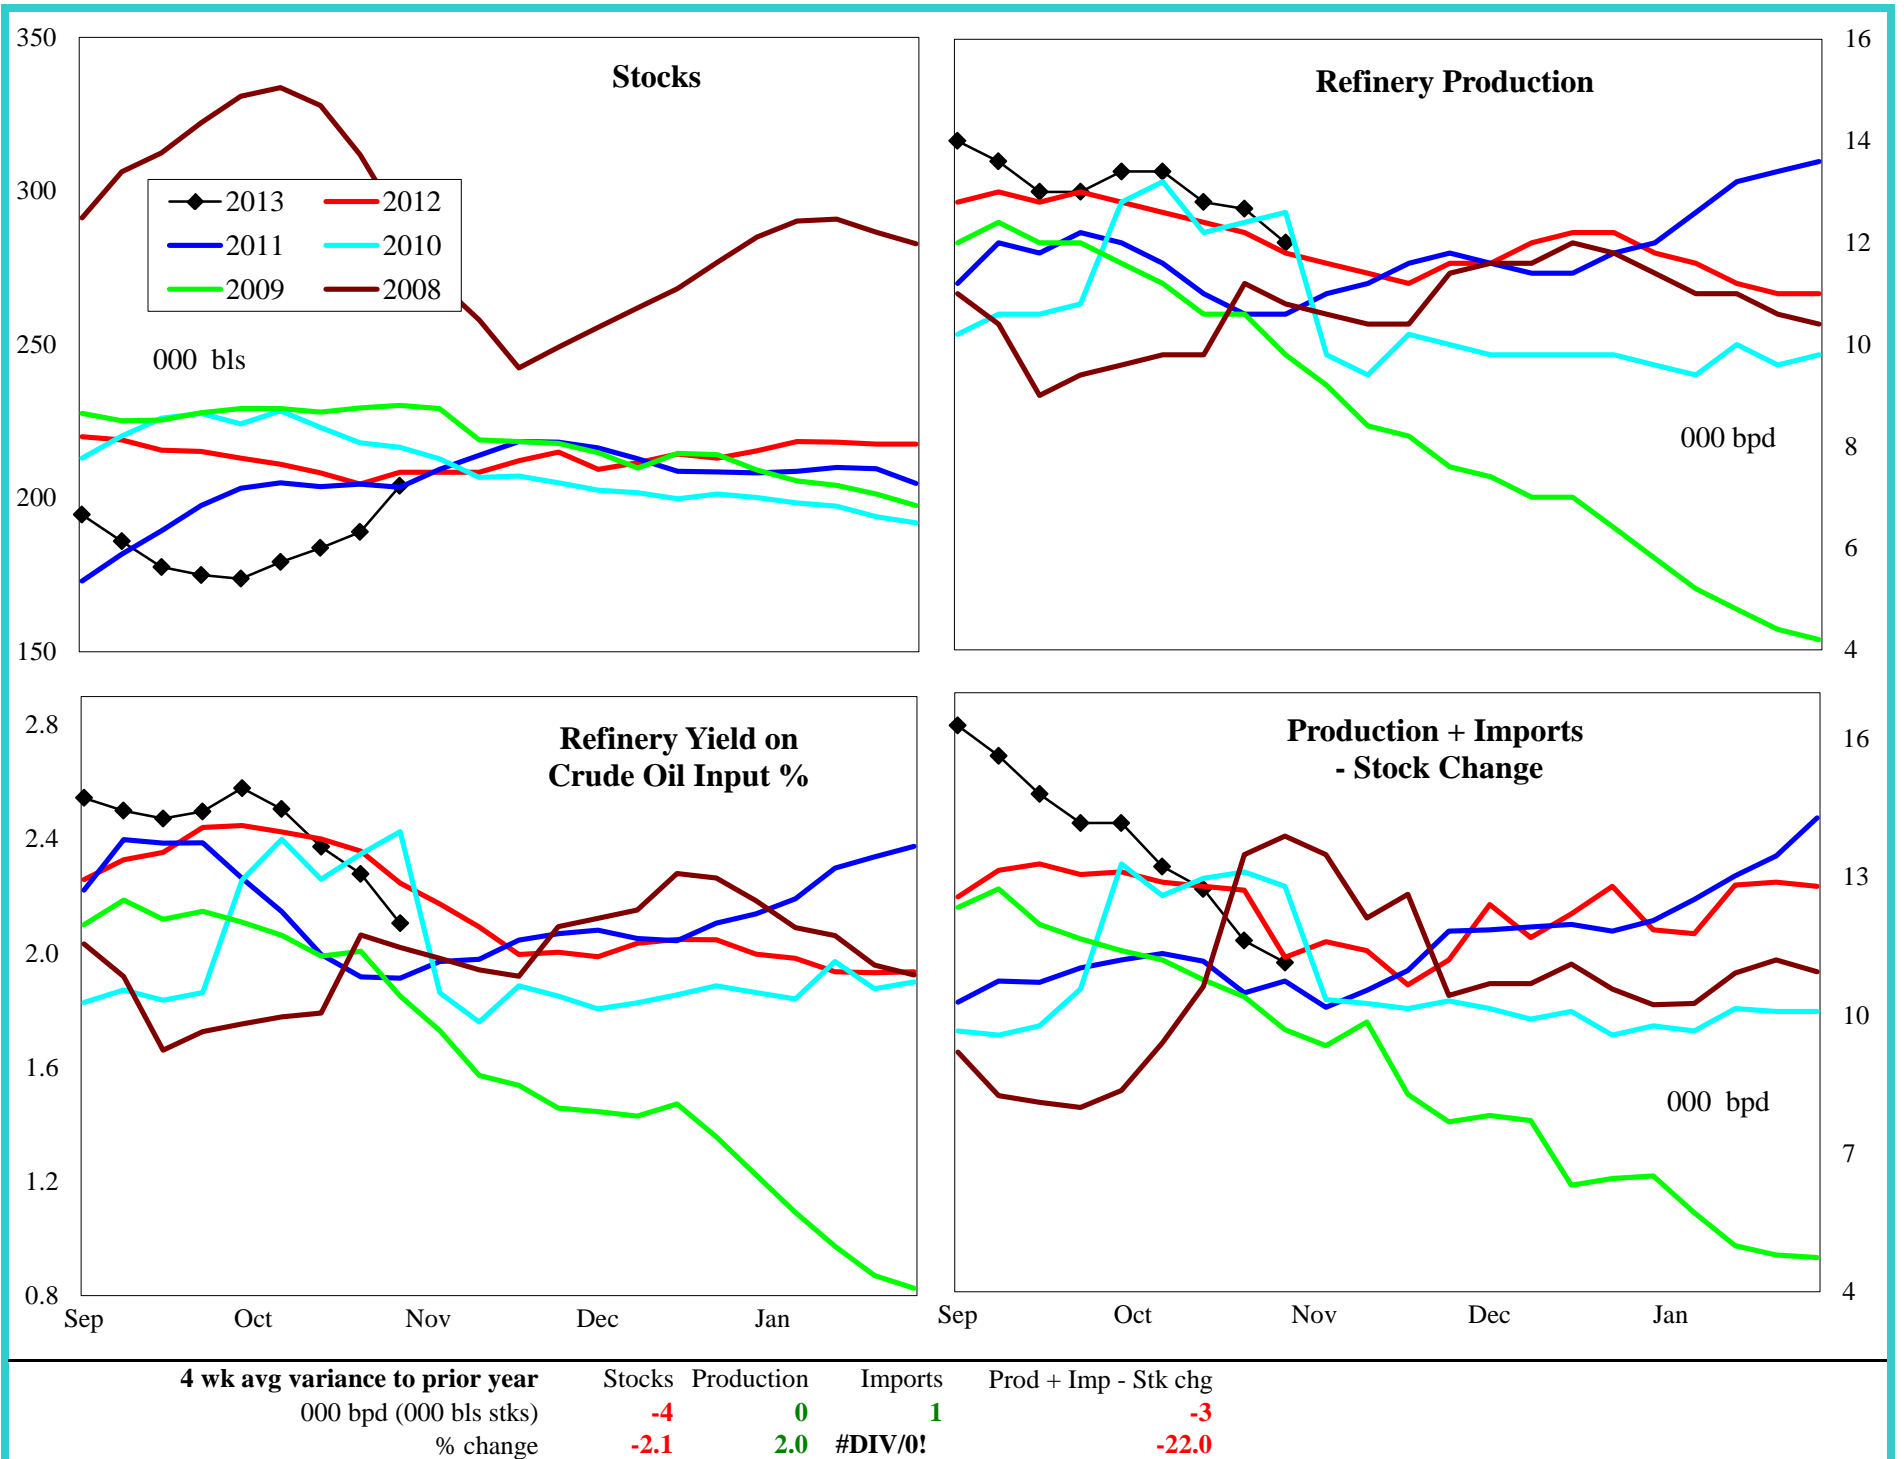 350
300
250
200
150
Stocks
2013
2012
2011
2010
2009
2008
000 bls
Refinery Production
000 bpd
16
14
12
10
8
6
4
2.8
2.4
2.0
1.6
1.2
0.8
Refinery Yield on
Crude Oil Input %
Sep Oct Nov Dec Jan
Production + Imports
- Stock Change
000 bpd
16
13
10
7
4
Sep Oct Nov Dec Jan
4 wk avg variance to prior year Stocks Production Imports Prod + Imp - Stk chg
000 bpd (000 bls stks) -4 0 1 -3
% change -2.1 2.0 #DIV/0! -22.0